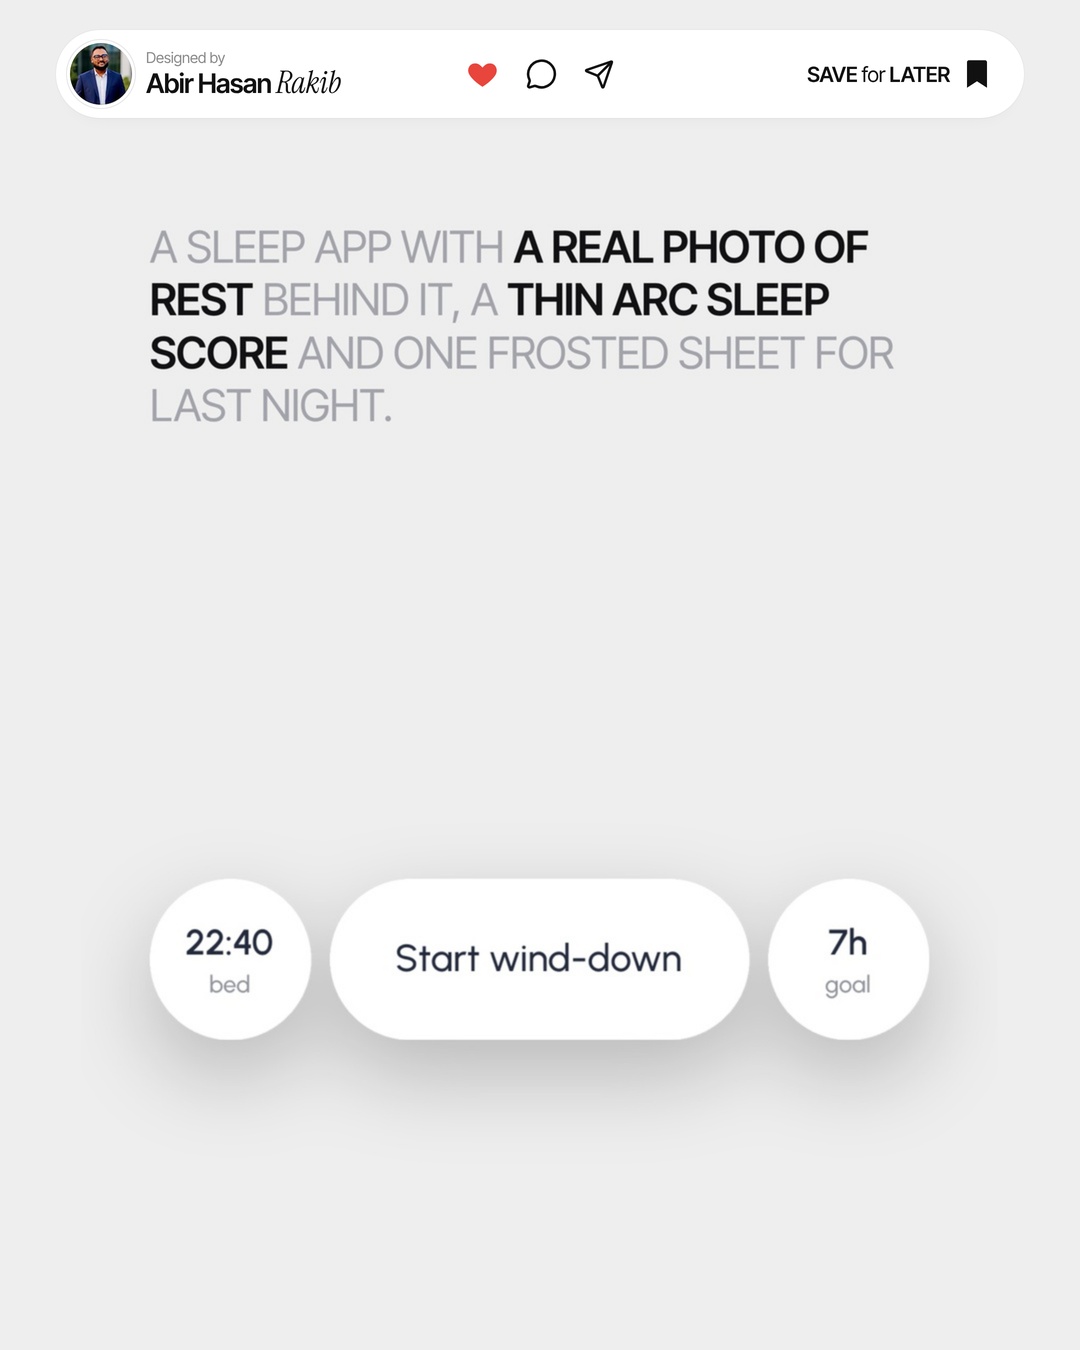 Designed by
Abir Hasan Rakib
SAVE for LATER
A SLEEP APP WITH A REAL PHOTO OF
REST BEHIND IT, A THIN ARC SLEEP
SCORE AND ONE FROSTED SHEET FOR
LAST NIGHT.
22:40
bed
Start wind-down
7h
goal